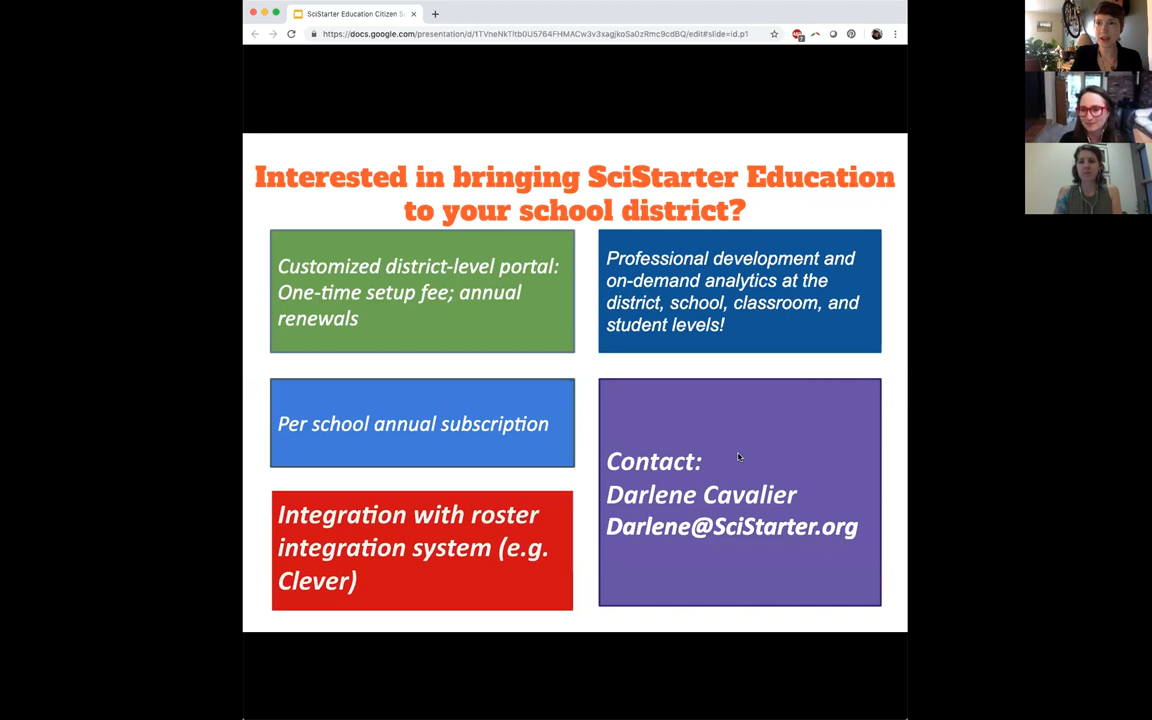 SciStarter Education Citizen S
https://docs.google.com/presentation/d/1TVneNkTltb0U5764FHMACw3v3xagjkoSa0zRmc9cdBQ/edit#slide=id.p1
Interested in bringing SciStarter Education
to your school district?
Customized district-level portal:
One-time setup fee; annual
renewals
Professional development and
on-demand analytics at the
district, school, classroom, and
student levels!
Per school annual subscription
Contact:
Darlene Cavalier
Darlene@SciStarter.org
Integration with roster
integration system (e.g.
Clever)